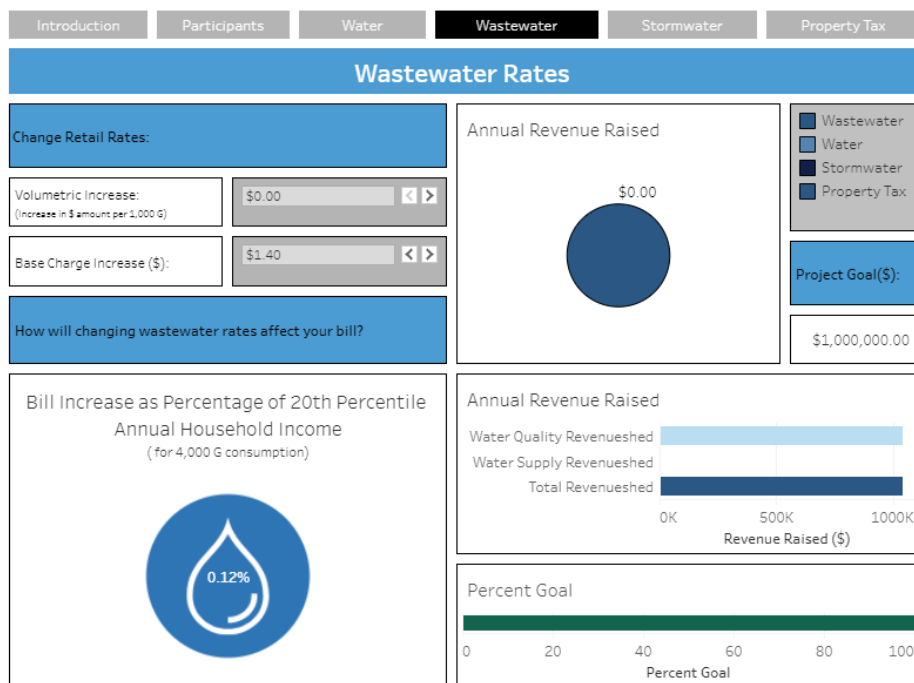 Introduction
Participants
Water
Wastewater
Stormwater
Property Tax
Wastewater Rates
Change Retail Rates:
Volumetric Increase:
(Increase in $ amount per 1,000 G)
$0.00
Base Charge Increase ($):
$1.40
How will changing wastewater rates affect your bill?
Annual Revenue Raised
$0.00
Wastewater
Water
Stormwater
Property Tax
Project Goal($):
$1,000,000.00
Bill Increase as Percentage of 20th Percentile
Annual Household Income
( for 4,000 G consumption)
0.12%
Annual Revenue Raised
Water Quality Revenueshed
Water Supply Revenueshed
Total Revenueshed
0K 500K 1000K
Revenue Raised ($)
Percent Goal
0 20 40 60 80 100
Percent Goal